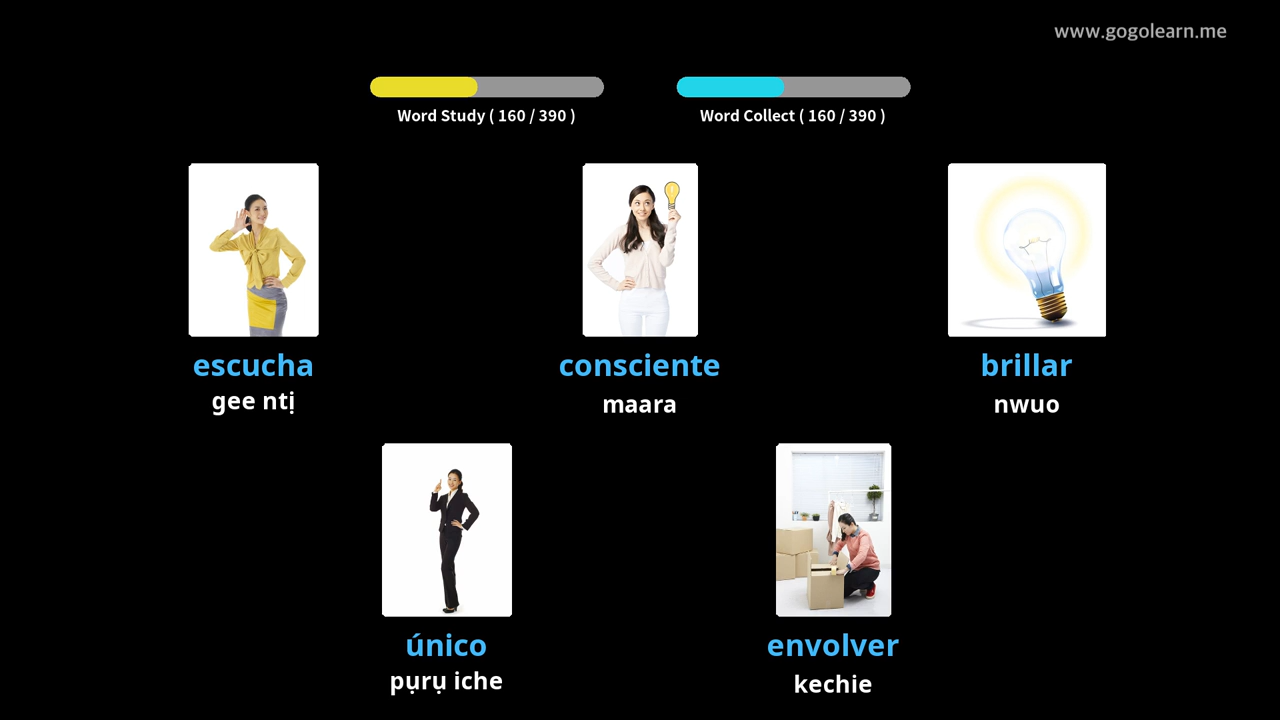 www.gogolearn.me
Word Study ( 160 / 390 )
Word Collect ( 160 / 390 )
escucha
gee ntị
consciente
maara
brillar
nwuo
único
pụrụ iche
envolver
kechie